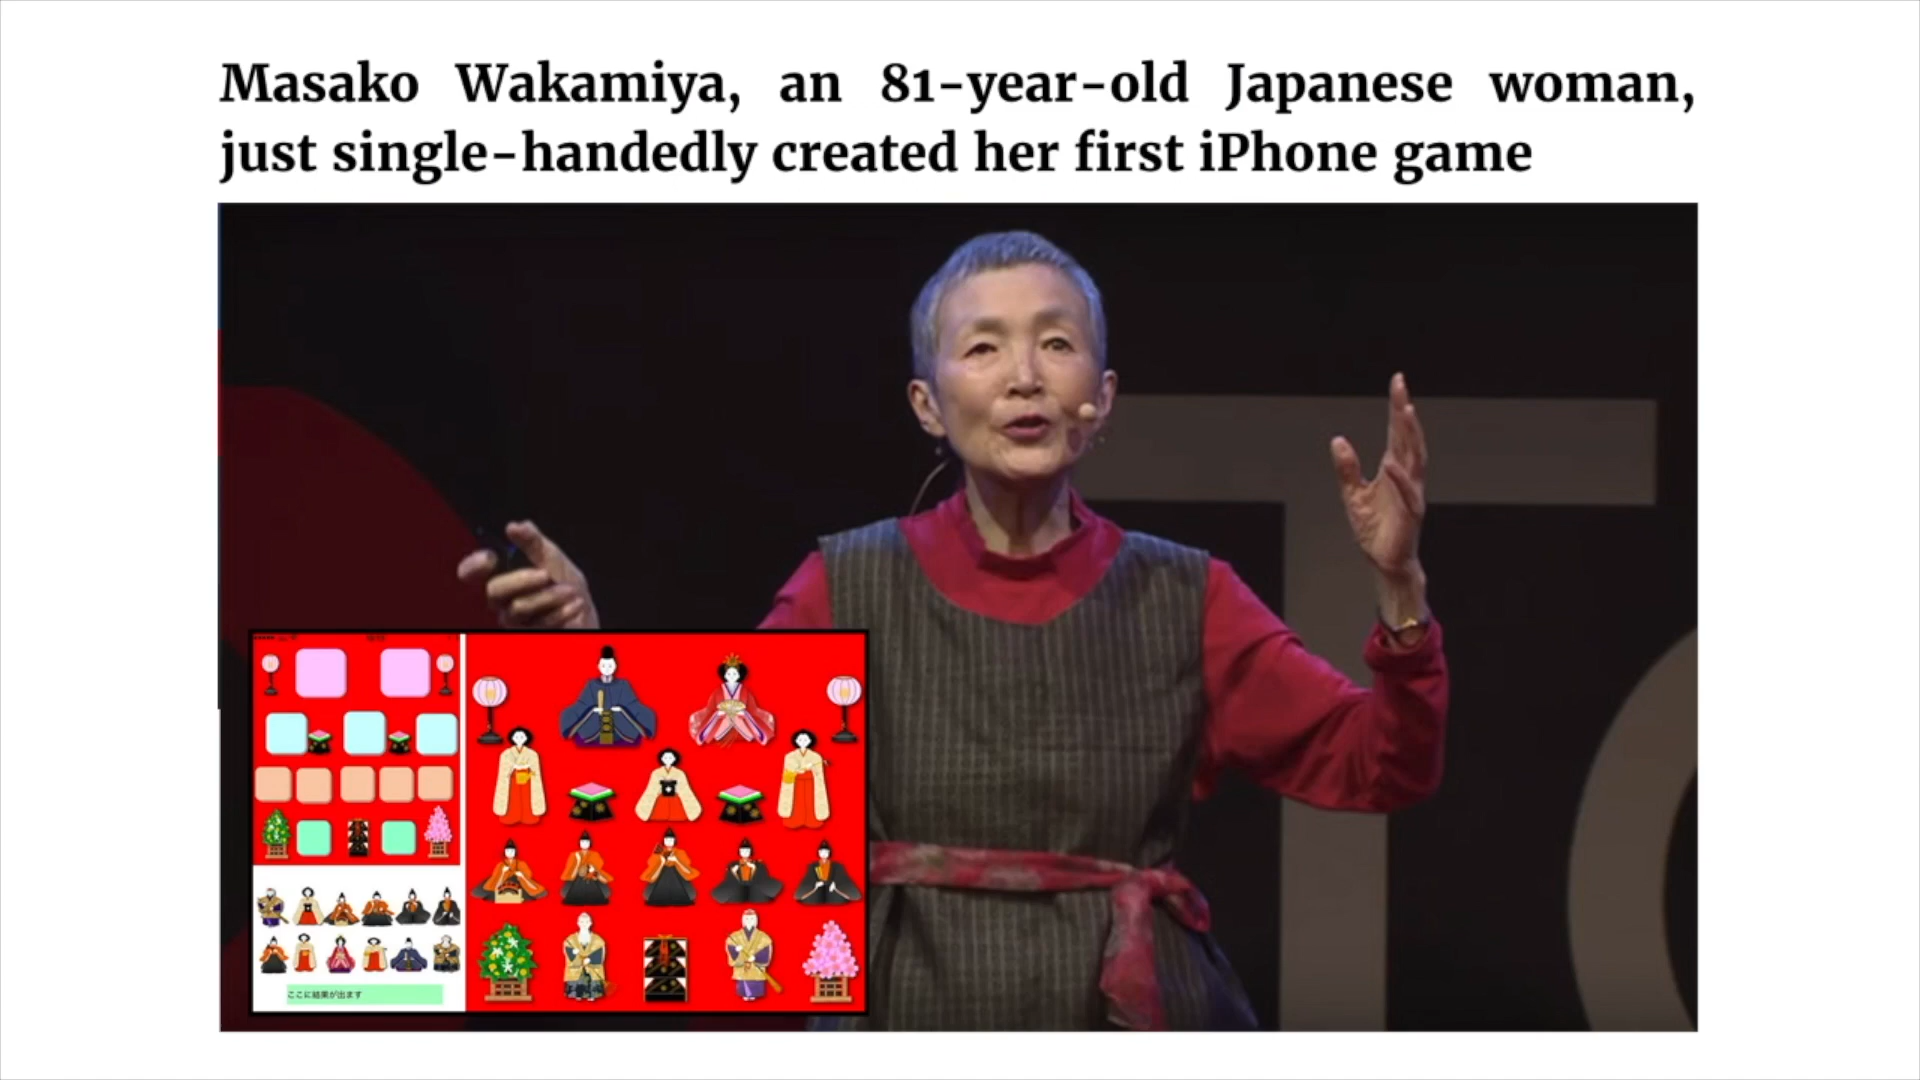 Masako Wakamiya, an 81-year-old Japanese woman,
just single-handedly created her first iPhone game
ここに結果が出ます